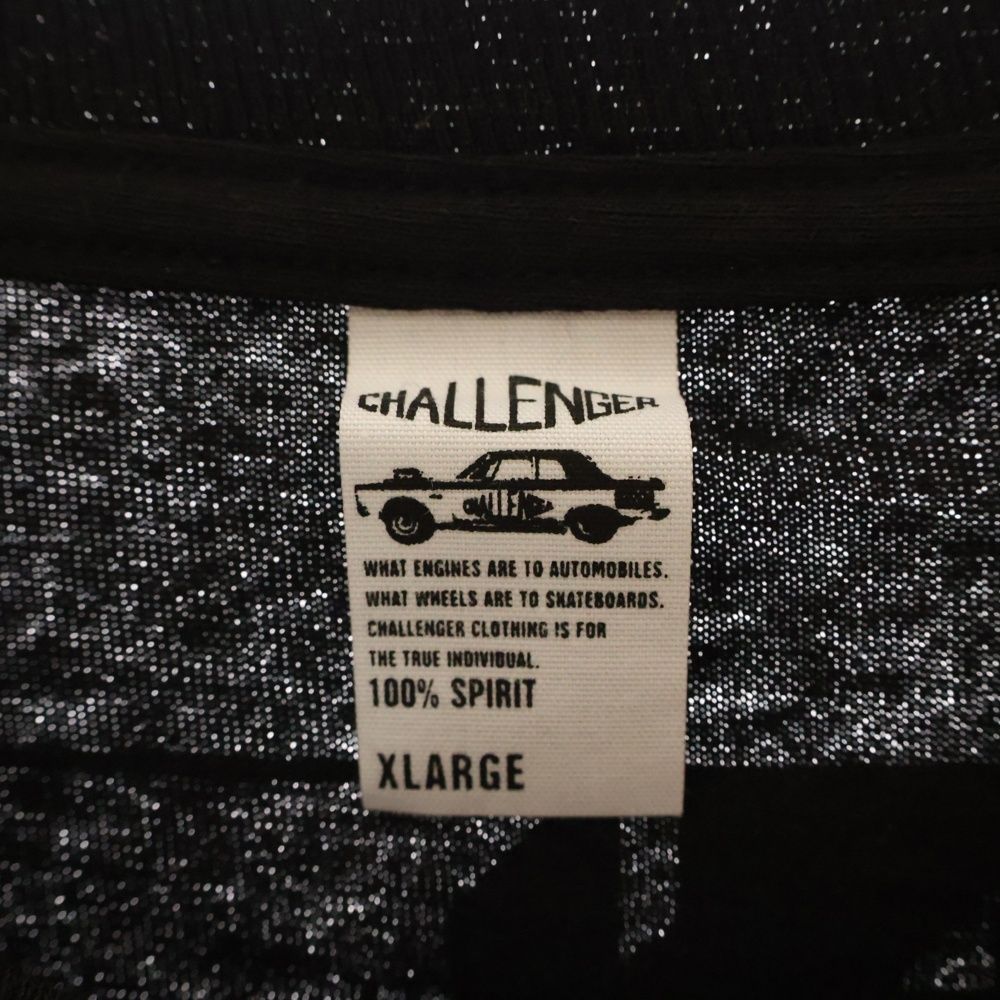 CHALLENGER
CHALLENGER
WHAT ENGINES ARE TO AUTOMOBILES.
WHAT WHEELS ARE TO SKATEBOARDS.
CHALLENGER CLOTHING IS FOR
THE TRUE INDIVIDUAL.
100% SPIRIT
XLARGE